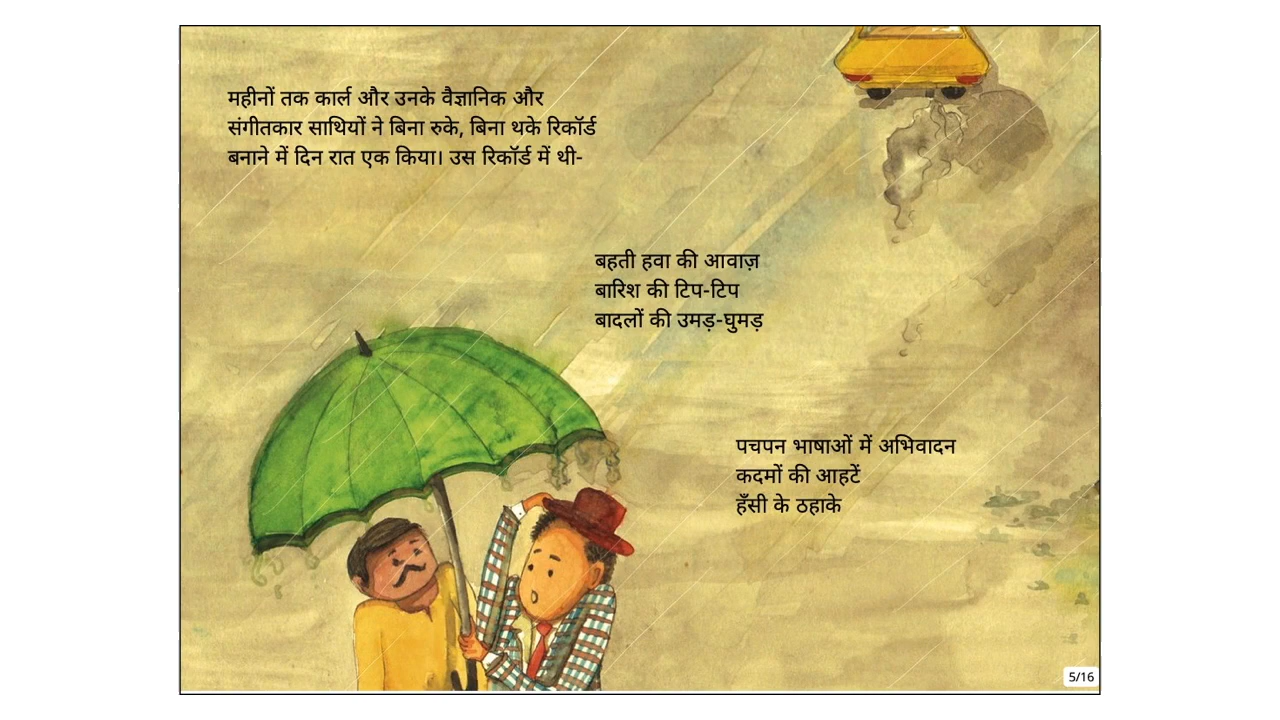 महीनों तक कार्ल और उनके वैज्ञानिक और
संगीतकार साथियों ने बिना रुके, बिना थके रिकॉर्ड
बनाने में दिन रात एक किया। उस रिकॉर्ड में थी-
बहती हवा की आवाज़
बारिश की टिप-टिप
बादलों की उमड़-घुमड़
पचपन भाषाओं में अभिवादन
कदमों की आहटें
हँसी के ठहाके
5/16